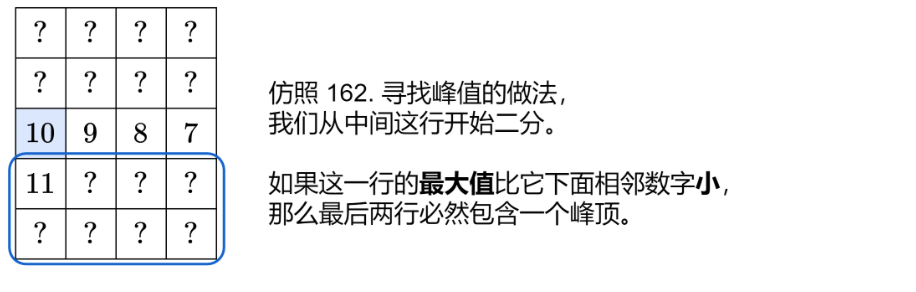 ? ? ? ?
? ? ? ?
10 9 8 7
11 ? ? ?
? ? ? ?
仿照 162. 寻找峰值的做法，
我们从中间这行开始二分。
如果这一行的最大值比它下面相邻数字小，
那么最后两行必然包含一个峰顶。